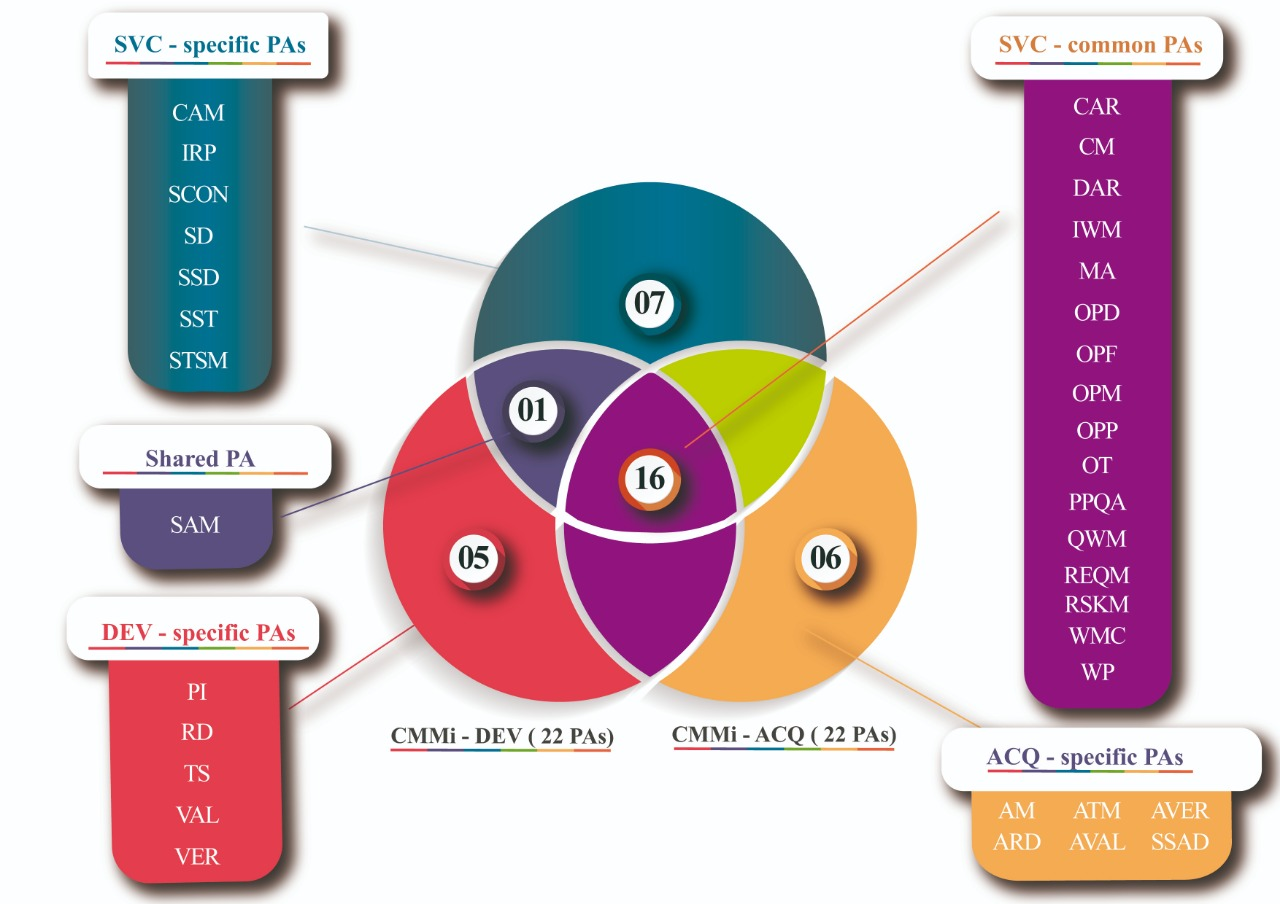 SVC - specific PAs
CAM
IRP
SCON
SD
SSD
SST
STSM
Shared PA
SAM
DEV - specific PAs
PI
RD
TS
VAL
VER
07
01
16
05
06
CMMi - DEV ( 22 PAs)
CMMi - ACQ ( 22 PAs)
SVC - common PAs
CAR
CM
DAR
IWM
MA
OPD
OPF
OPM
OPP
OT
PPQA
QWM
REQM
RSKM
WMC
WP
ACQ - specific PAs
AM ATM AVER
ARD AVAL SSAD